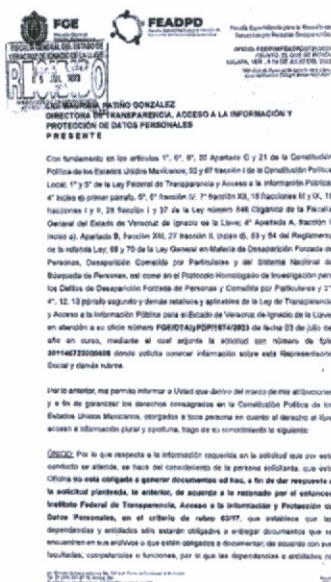 FGE
FEADPD
FISCALÍA GENERAL DEL ESTADO
VERACRUZ DE IGNACIO DE LA LLAVE
RECIBIDO
PATIÑO GONZÁLEZ
DIRECTORA DE TRANSPARENCIA, ACCESO A LA INFORMACIÓN Y
PROTECCIÓN DE DATOS PERSONALES
P R E S E N T E
Con fundamento en los artículos 1°, 6°, 8°, 20 Apartado C y 21 de la Constitución
Política de los Estados Unidos Mexicanos, 52 y 67 fracción I de la Constitución Política
Local; 1° y 5° de la Ley Federal de Transparencia y Acceso a la Información Pública;
4° inciso e) primer párrafo, 5°, 6° fracción IV, 7° fracción XII, 15 fracciones III y IX,
fracciones I y II, 28 fracción I y 37 de la Ley número 546 Orgánica de la Fiscalía
General del Estado de Veracruz de Ignacio de la Llave; 4° Apartado A, fracción
inciso a), Apartado B, fracción XIII, 27 fracción II, inciso d), 53 y 54 del Reglamento
de la referida Ley; 68 y 70 de la Ley General en Materia de Desaparición Forzada de
Personas, Desaparición Cometida por Particulares y del Sistema Nacional de
Búsqueda de Personas, así como en el Protocolo Homologado de Investigación para
los Delitos de Desaparición Forzada de Personas y Cometida por Particulares y
4°, 12, 13 párrafo segundo y demás relativos y aplicables de la Ley de Transparencia
y Acceso a la Información Pública para el Estado de Veracruz de Ignacio de la Llave
en atención a su oficio número FGE/DTAIyPDP/1674/2023 de fecha 03 de julio del
año en curso, mediante el cual adjunta la solicitud con número de folio
301146723000406 donde solicita conocer información sobre esta Representación
Social y demás rubros.
Por lo anterior, me permito informar a Usted que dentro del marco de mis atribuciones
y a fin de garantizar los derechos consagrados en la Constitución Política de los
Estados Unidos Mexicanos, otorgados a toda persona en cuanto al derecho al libre
acceso a información plural y oportuna, hago de su conocimiento lo siguiente:
ÚNICO: Por lo que respecta a la información requerida en la solicitud que por este
conducto se atiende, se hace del conocimiento de la persona solicitante, que esta
Oficina no está obligada a generar documentos ad hoc, a fin de dar respuesta a
la solicitud planteada, lo anterior, de acuerdo a lo razonado por el entonces
Instituto Federal de Transparencia, Acceso a la Información y Protección de
Datos Personales, en el criterio de rubro 03/17, que establece que las
dependencias y entidades sólo estarán obligadas a entregar documentos que se
encuentren en sus archivos o que estén obligados a documentar, de acuerdo con sus
facultades, competencias o funciones, por lo que las dependencias a entidades no